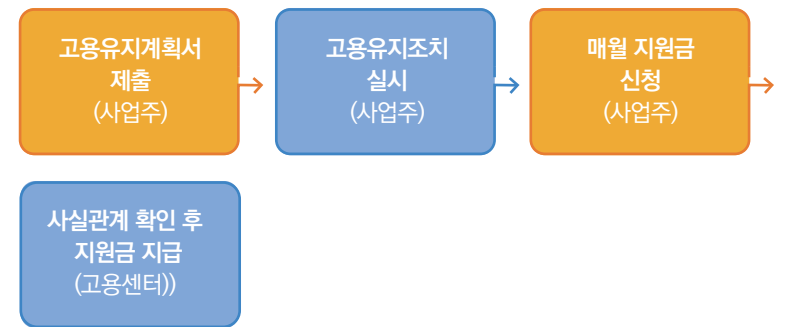 고용유지계획서
제출
(사업주)
고용유지조치
실시
(사업주)
매월 지원금
신청
(사업주)
사실관계 확인 후
지원금 지급
(고용센터))